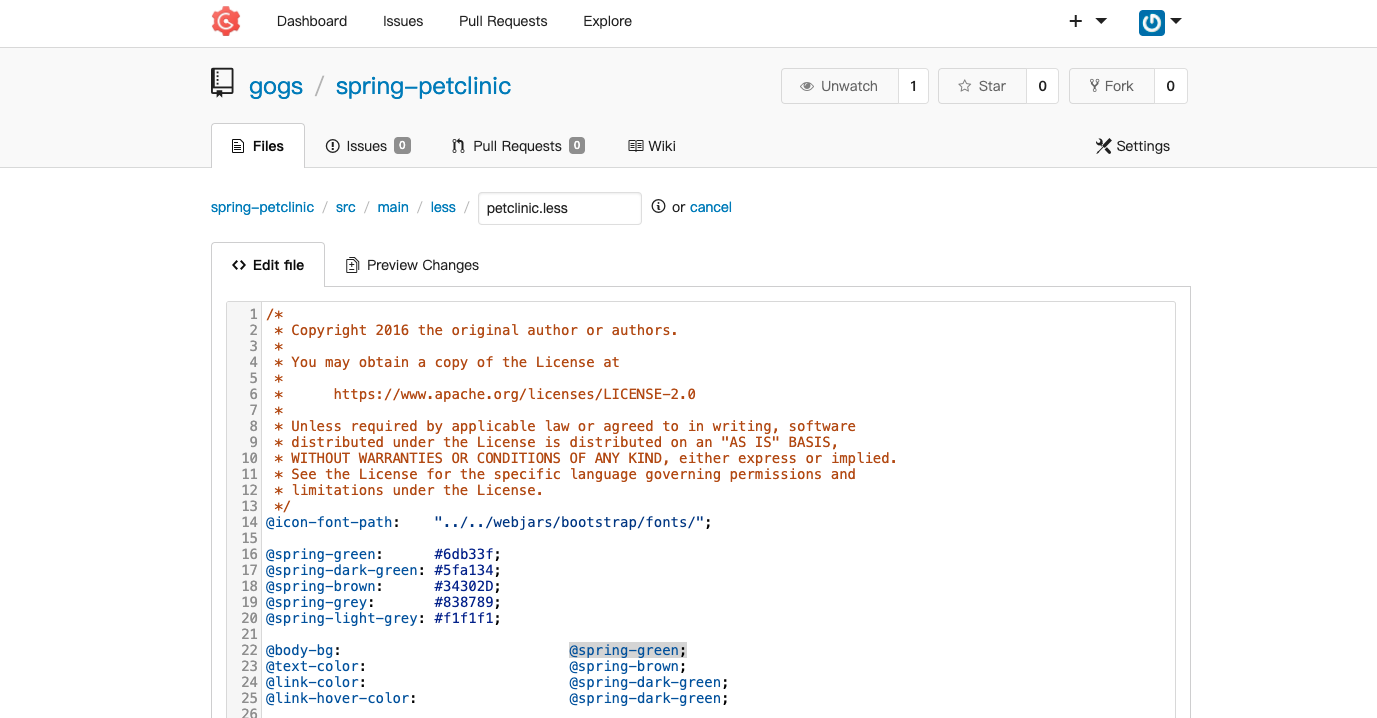 Dashboard Issues Pull Requests Explore
gogs / spring-petclinic Unwatch 1 Star 0 Fork 0
Files Issues 0 Pull Requests 0 Wiki Settings
spring-petclinic / src / main / less / petclinic.less or cancel
Edit file Preview Changes
1 /*
2 * Copyright 2016 the original author or authors.
3 *
4 * You may obtain a copy of the License at
5 *
6 * https://www.apache.org/licenses/LICENSE-2.0
7 *
8 * Unless required by applicable law or agreed to in writing, software
9 * distributed under the License is distributed on an "AS IS" BASIS,
10 * WITHOUT WARRANTIES OR CONDITIONS OF ANY KIND, either express or implied.
11 * See the License for the specific language governing permissions and
12 * limitations under the License.
13 */
14 @icon-font-path: "../../webjars/bootstrap/fonts/";
15
16 @spring-green: #6db33f;
17 @spring-dark-green: #5fa134;
18 @spring-brown: #34302D;
19 @spring-grey: #838789;
20 @spring-light-grey: #f1f1f1;
21
22 @body-bg: @spring-green;
23 @text-color: @spring-brown;
24 @link-color: @spring-dark-green;
25 @link-hover-color: @spring-dark-green;
26